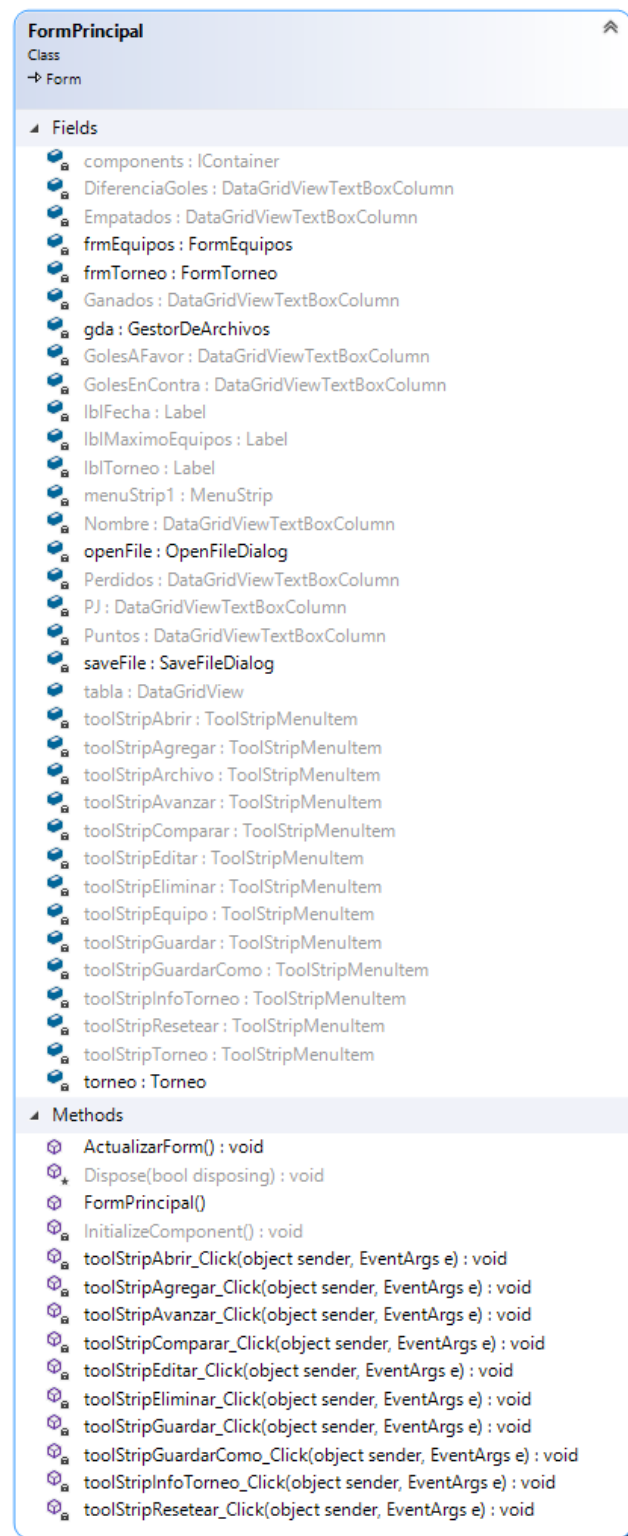 FormPrincipal
Class
Form
Fields
components : IContainer
DiferenciaGoles : DataGridViewTextBoxColumn
Empatados : DataGridViewTextBoxColumn
frmEquipos : FormEquipos
frmTorneo : FormTorneo
Ganados : DataGridViewTextBoxColumn
gda : GestorDeArchivos
GolesAFavor : DataGridViewTextBoxColumn
GolesEnContra : DataGridViewTextBoxColumn
lblFecha : Label
lblMaximoEquipos : Label
lblTorneo : Label
menuStrip1 : MenuStrip
Nombre : DataGridViewTextBoxColumn
openFile : OpenFileDialog
Perdidos : DataGridViewTextBoxColumn
PJ : DataGridViewTextBoxColumn
Puntos : DataGridViewTextBoxColumn
saveFile : SaveFileDialog
tabla : DataGridView
toolStripAbrir : ToolStripMenuItem
toolStripAgregar : ToolStripMenuItem
toolStripArchivo : ToolStripMenuItem
toolStripAvanzar : ToolStripMenuItem
toolStripComparar : ToolStripMenuItem
toolStripEditar : ToolStripMenuItem
toolStripEliminar : ToolStripMenuItem
toolStripEquipo : ToolStripMenuItem
toolStripGuardar : ToolStripMenuItem
toolStripGuardarComo : ToolStripMenuItem
toolStripInfoTorneo : ToolStripMenuItem
toolStripResetear : ToolStripMenuItem
toolStripTorneo : ToolStripMenuItem
torneo : Torneo
Methods
ActualizarForm() : void
Dispose(bool disposing) : void
FormPrincipal()
InitializeComponent() : void
toolStripAbrir_Click(object sender, EventArgs e) : void
toolStripAgregar_Click(object sender, EventArgs e) : void
toolStripAvanzar_Click(object sender, EventArgs e) : void
toolStripComparar_Click(object sender, EventArgs e) : void
toolStripEditar_Click(object sender, EventArgs e) : void
toolStripEliminar_Click(object sender, EventArgs e) : void
toolStripGuardar_Click(object sender, EventArgs e) : void
toolStripGuardarComo_Click(object sender, EventArgs e) : void
toolStripInfoTorneo_Click(object sender, EventArgs e) : void
toolStripResetear_Click(object sender, EventArgs e) : void